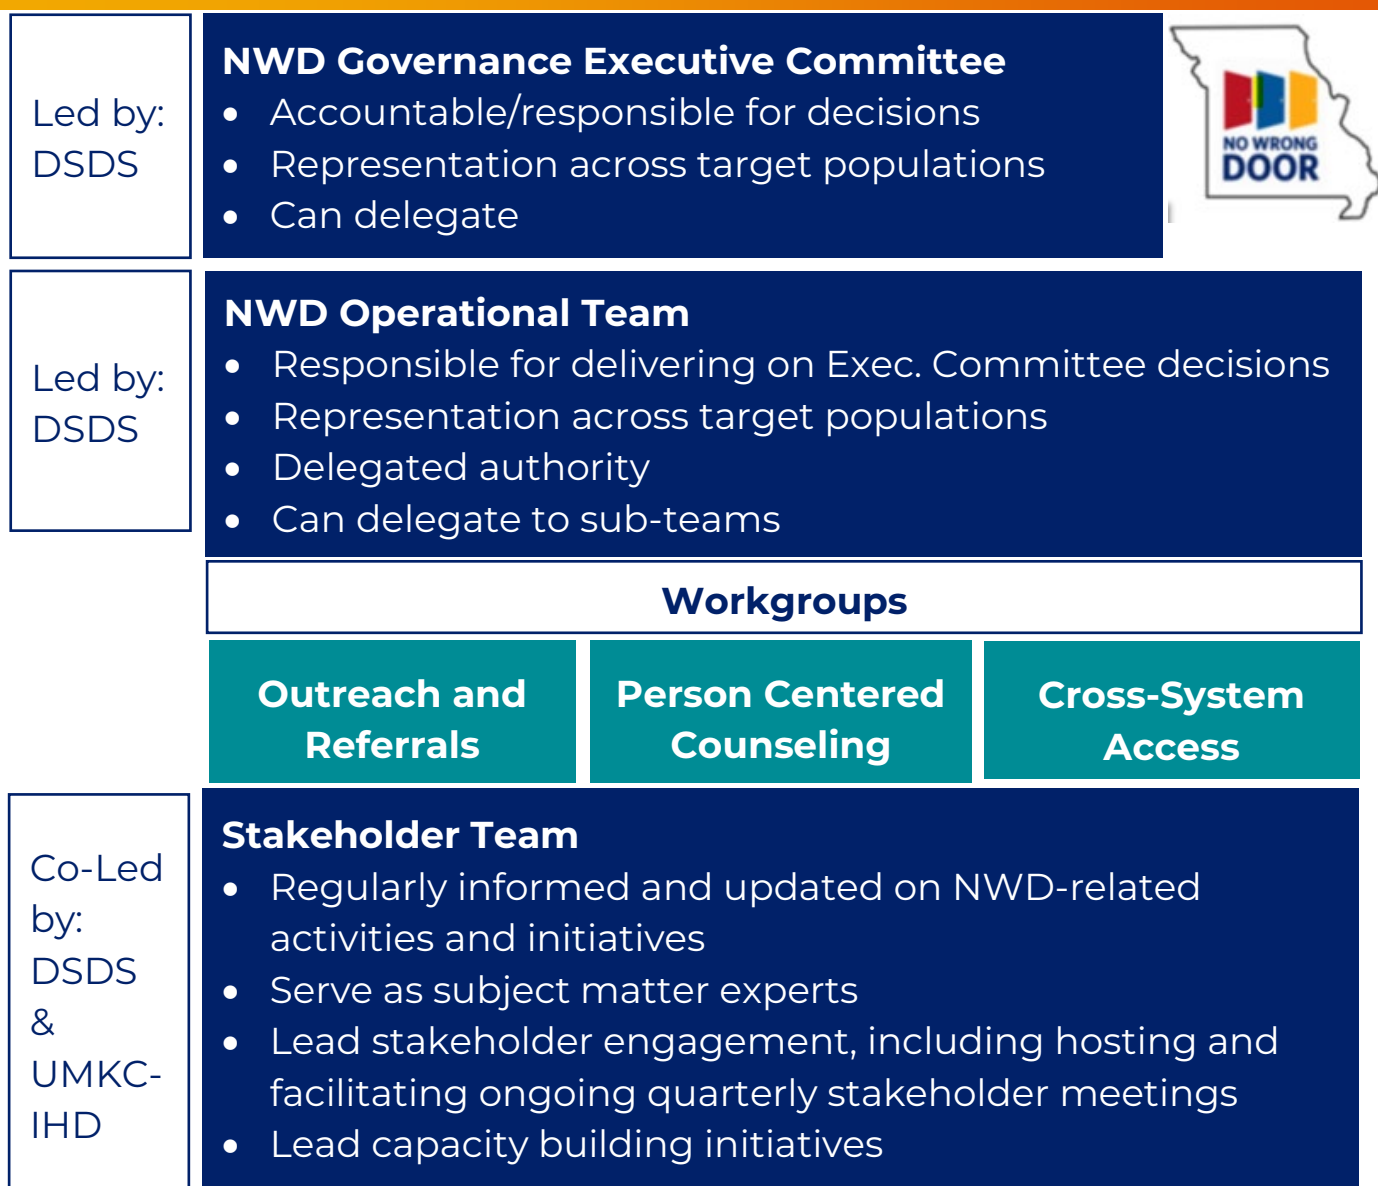 Led by:
DSDS
NWD Governance Executive Committee
• Accountable/responsible for decisions
• Representation across target populations
• Can delegate
NO WRONG
DOOR
Led by:
DSDS
NWD Operational Team
• Responsible for delivering on Exec. Committee decisions
• Representation across target populations
• Delegated authority
• Can delegate to sub-teams
Workgroups
Outreach and
Referrals
Person Centered
Counseling
Cross-System
Access
Co-Led
by:
DSDS
&
UMKC-
IHD
Stakeholder Team
• Regularly informed and updated on NWD-related
activities and initiatives
• Serve as subject matter experts
• Lead stakeholder engagement, including hosting and
facilitating ongoing quarterly stakeholder meetings
• Lead capacity building initiatives